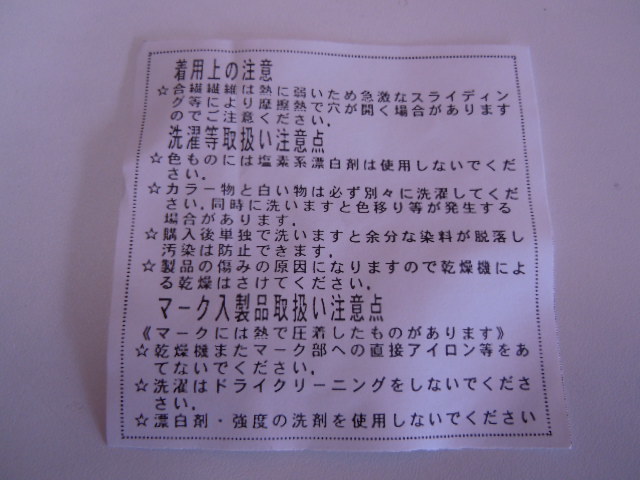 着用上の注意
☆合繊繊維は熱に弱いため急激なスライディン
グ等により摩擦熱で穴が開く場合があります
のでご注意ください.
洗濯等取扱い注意点
☆色ものには塩素系漂白剤は使用しないでくだ
さい.
☆カラー物と白い物は必ず別々に洗濯してくだ
さい.同時に洗いますと色移り等が発生する
場合があります.
☆購入後単独で洗いますと余分な染料が脱落し
汚染は防止できます.
☆製品の傷みの原因になりますので乾燥機によ
る乾燥はさけてください.
マーク入製品取扱い注意点
《マークには熱で圧着したものがあります》
☆乾燥機またマーク部への直接アイロン等をあ
てないでください.
☆洗濯はドライクリーニングをしないでくださ
さい.
☆漂白剤・強度の洗剤を使用しないでください